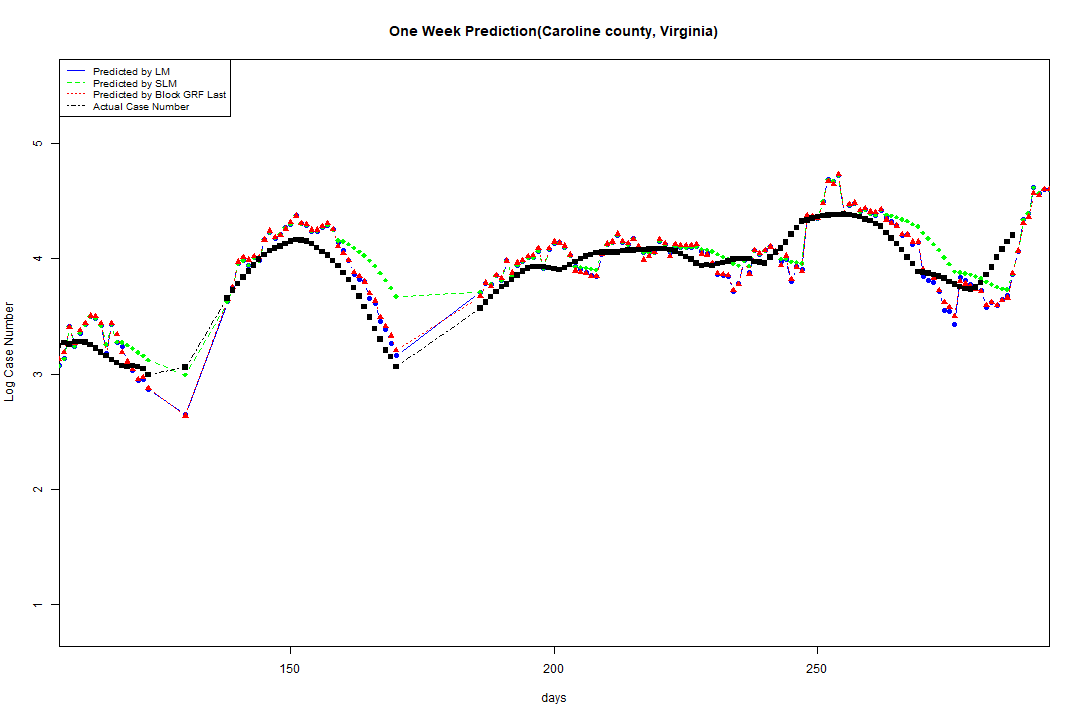 One Week Prediction(Caroline county, Virginia)
Predicted by LM
Predicted by SLM
Predicted by Block GRF Last
Actual Case Number
5
4
3
2
1
Log Case Number
150 200 250
days